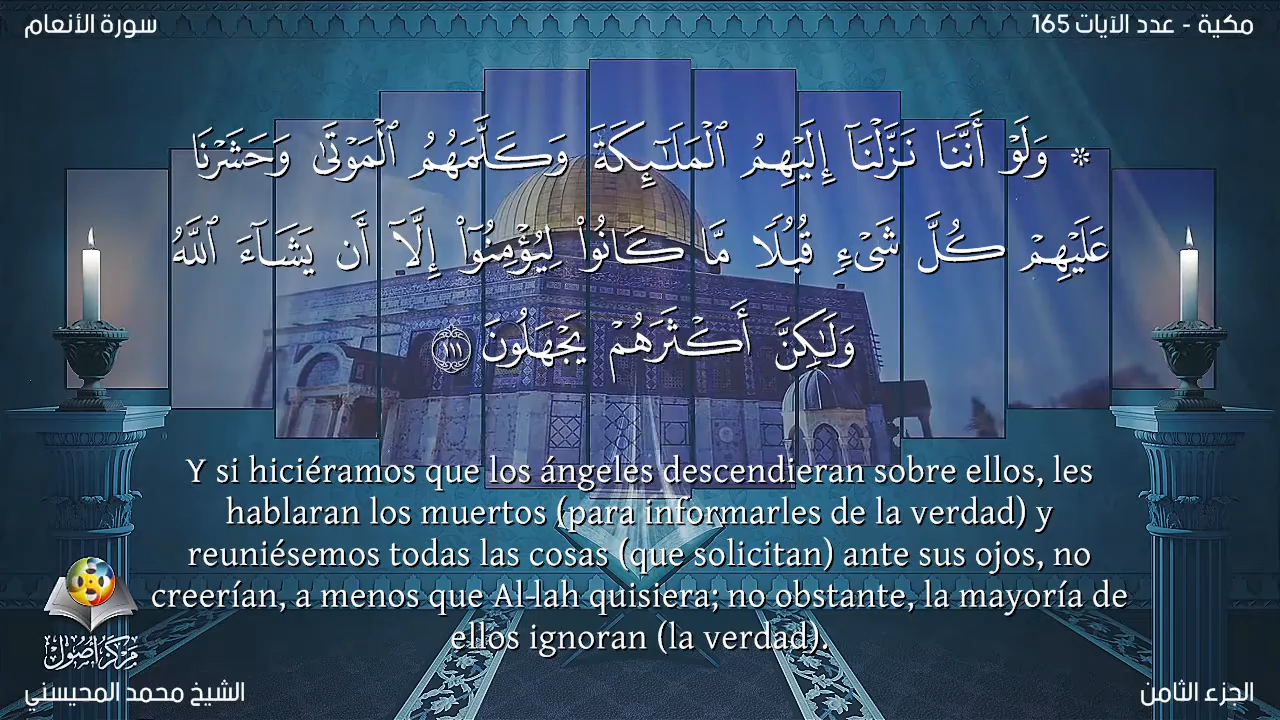 سورة الأنعام
مكية - عدد الآيات 165
۞ وَلَوْ أَنَّنَا نَزَّلْنَآ إِلَيْهِمُ ٱلْمَلَـٰٓئِكَةَ وَكَلَّمَهُمُ ٱلْمَوْتَىٰ وَحَشَرْنَا
عَلَيْهِمْ كُلَّ شَىْءٍ قُبُلًا مَّا كَانُوا۟ لِيُؤْمِنُوٓا۟ إِلَّآ أَن يَشَآءَ ٱللَّهُ
وَلَـٰكِنَّ أَكْثَرَهُمْ يَجْهَلُونَ ١١١
Y si hiciéramos que los ángeles descendieran sobre ellos, les
hablaran los muertos (para informarles de la verdad) y
reuniésemos todas las cosas (que solicitan) ante sus ojos, no
creerían, a menos que Al-lah quisiera; no obstante, la mayoría de
ellos ignoran (la verdad).
مركز أصول
الشيخ محمد المحيسني
الجزء الثامن